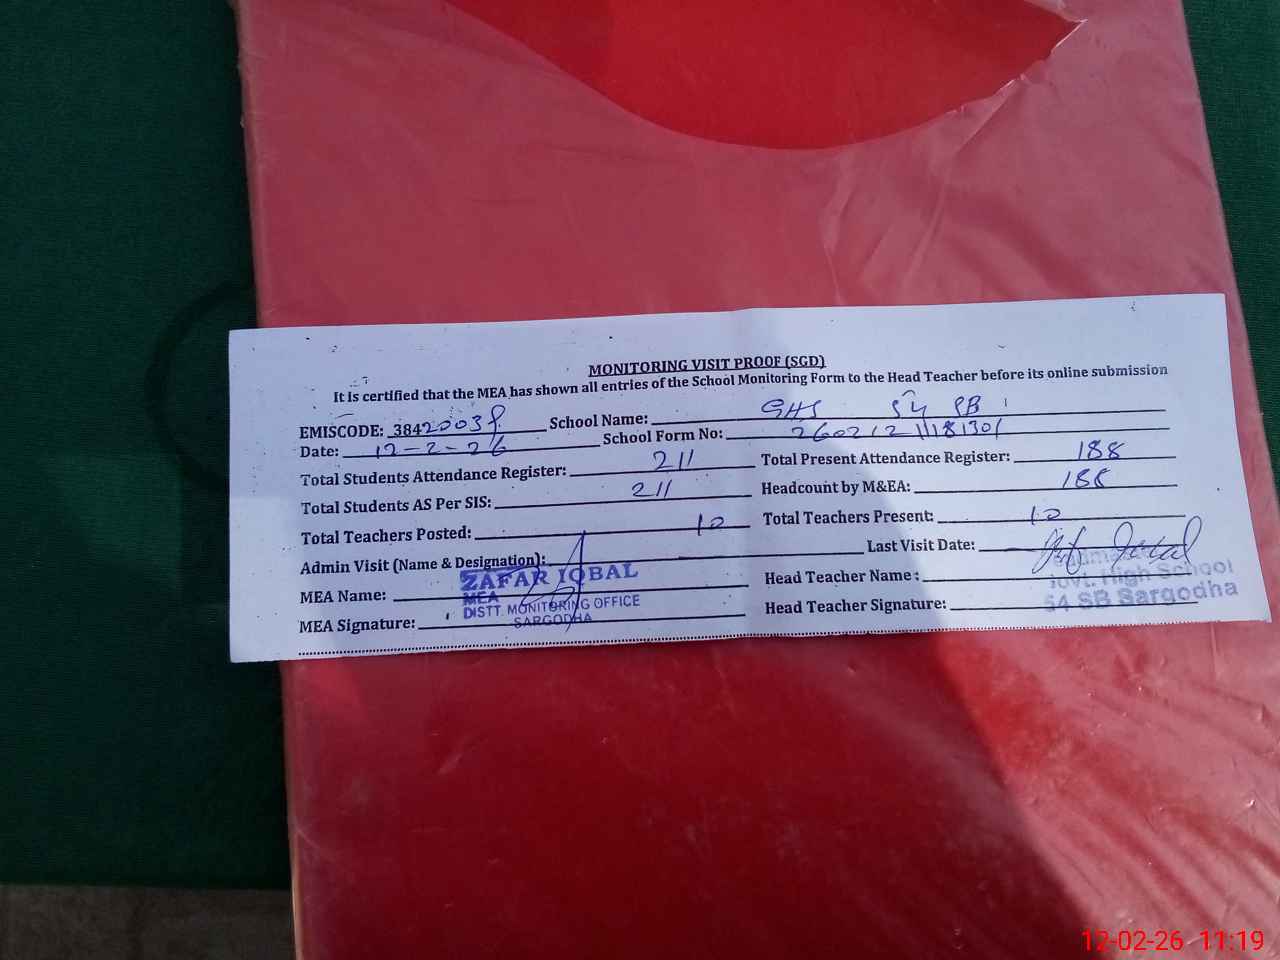 MONITORING VISIT PROOF (SGD)
It is certified that the MEA has shown all entries of the School Monitoring Form to the Head Teacher before its online submission
EMISCODE: 3842003 School Name: GHS 54 SB
Date: 12-2-26 School Form No: 26021211181301
Total Students Attendance Register: 211 Total Present Attendance Register: 188
Total Students AS Per SIS: 211 Headcount by M&EA: 188
Total Teachers Posted: 10 Total Teachers Present: 10
Admin Visit (Name & Designation): Last Visit Date:
MEA Name: ZAFAR IQBAL Head Teacher Name :
MEA
DISTT. MONITORING OFFICE
SARGODHA
MEA Signature: Head Teacher Signature:
Govt. High School
54 SB Sargodha
12-02-26 11:19